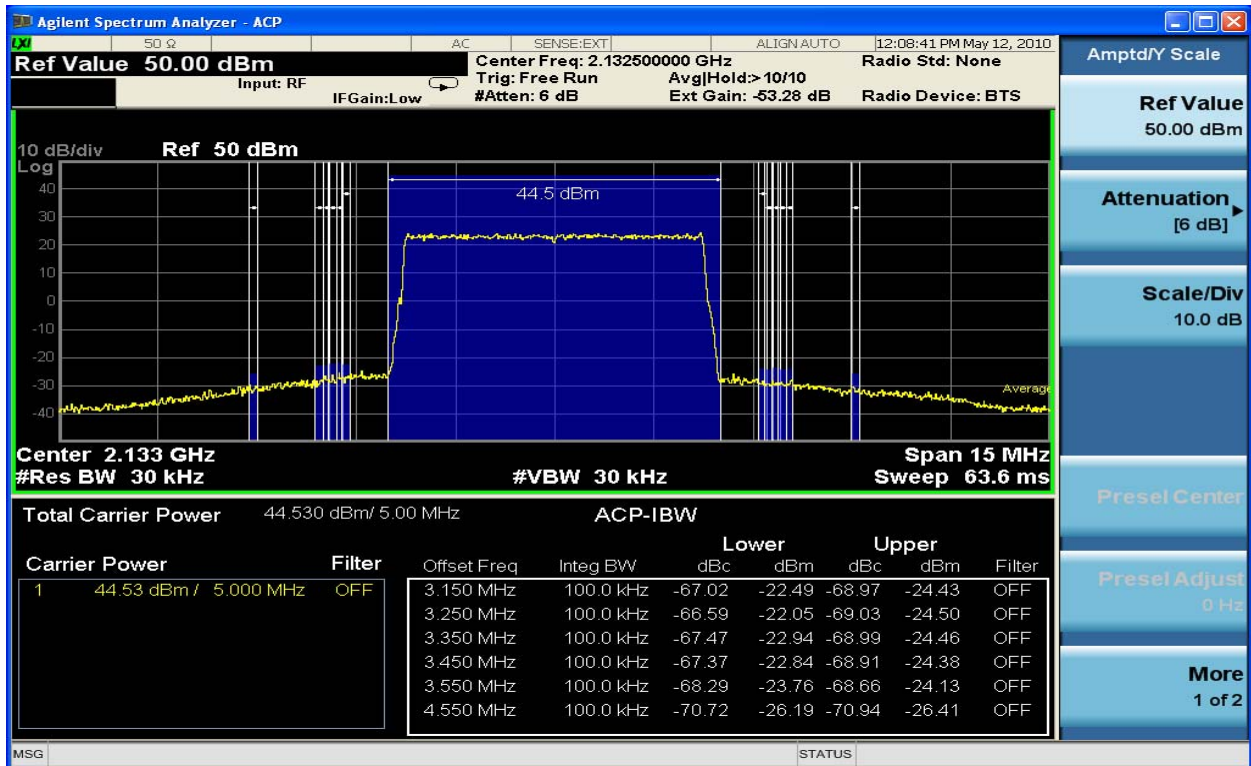 Agilent Spectrum Analyzer - ACP
LXI 50 Ω AC SENSE:EXT ALIGN AUTO 12:08:41 PM May 12, 2010
Ref Value 50.00 dBm
Center Freq: 2.132500000 GHz
Radio Std: None
Input: RF
Trig: Free Run
Avg|Hold:>10/10
IFGain:Low
#Atten: 6 dB
Ext Gain: -53.28 dB
Radio Device: BTS
10 dB/div Ref 50 dBm
Log
44.5 dBm
40
30
20
10
0
-10
-20
-30
-40
Average
Center 2.133 GHz Span 15 MHz
#Res BW 30 kHz #VBW 30 kHz Sweep 63.6 ms
Total Carrier Power 44.530 dBm/ 5.00 MHz ACP-IBW
Lower Upper
Carrier Power Filter
Offset Freq Integ BW dBc dBm dBc dBm Filter
1 44.53 dBm / 5.000 MHz OFF
3.150 MHz 100.0 kHz -67.02 -22.49 -68.97 -24.43 OFF
3.250 MHz 100.0 kHz -66.59 -22.05 -69.03 -24.50 OFF
3.350 MHz 100.0 kHz -67.47 -22.94 -68.99 -24.46 OFF
3.450 MHz 100.0 kHz -67.37 -22.84 -68.91 -24.38 OFF
3.550 MHz 100.0 kHz -68.29 -23.76 -68.66 -24.13 OFF
4.550 MHz 100.0 kHz -70.72 -26.19 -70.94 -26.41 OFF
MSG STATUS
Amptd/Y Scale
Ref Value
50.00 dBm
Attenuation
[6 dB]
Scale/Div
10.0 dB
Presel Center
Presel Adjust
0 Hz
More
1 of 2